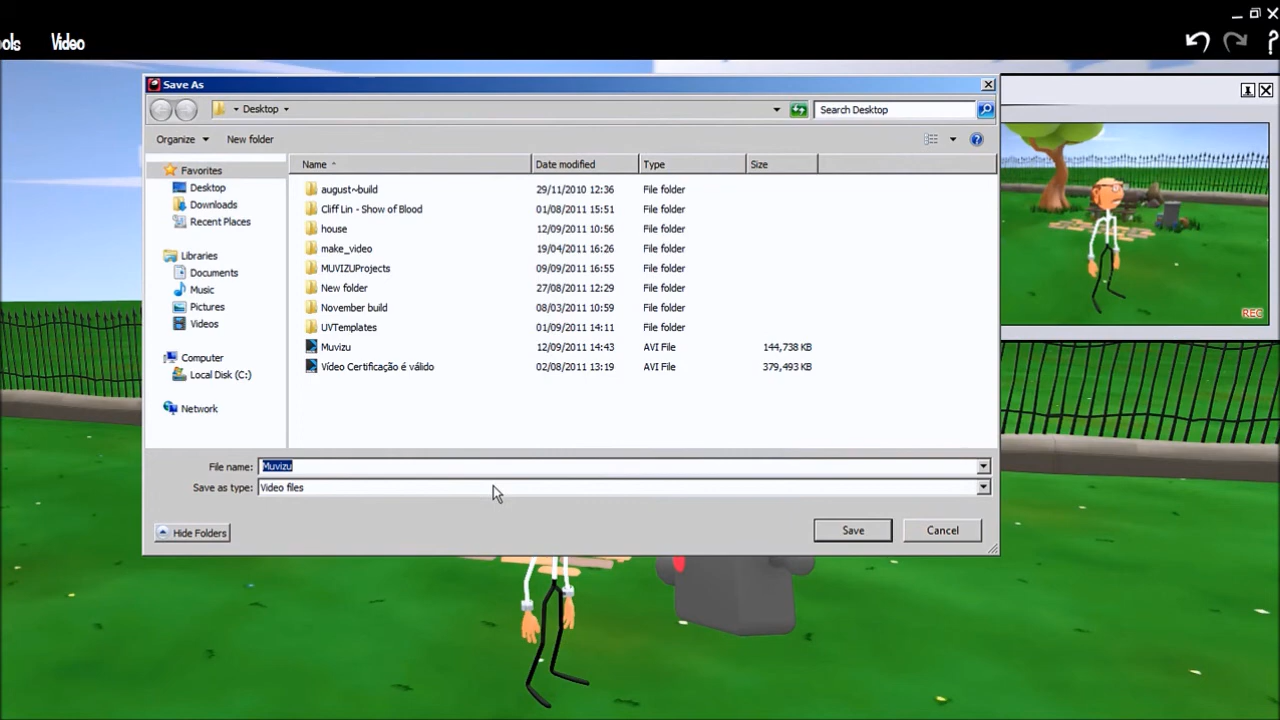 ols Video
Save As
Desktop Search Desktop
Organize New folder
Name Date modified Type Size
Favorites
Desktop
Downloads
Recent Places
Libraries
Documents
Music
Pictures
Videos
Computer
Local Disk (C:)
Network
august~build 29/11/2010 12:36 File folder
Cliff Lin - Show of Blood 01/08/2011 15:51 File folder
house 12/09/2011 10:56 File folder
make_video 19/04/2011 16:26 File folder
MUVIZUProjects 09/09/2011 16:55 File folder
New folder 27/08/2011 12:29 File folder
November build 08/03/2011 10:59 File folder
UVTemplates 01/09/2011 14:11 File folder
Muvizu 12/09/2011 14:43 AVI File 144,738 KB
Vídeo Certificação é válido 02/08/2011 13:19 AVI File 379,493 KB
File name: Muvizu
Save as type: Video files
Hide Folders Save Cancel
REC